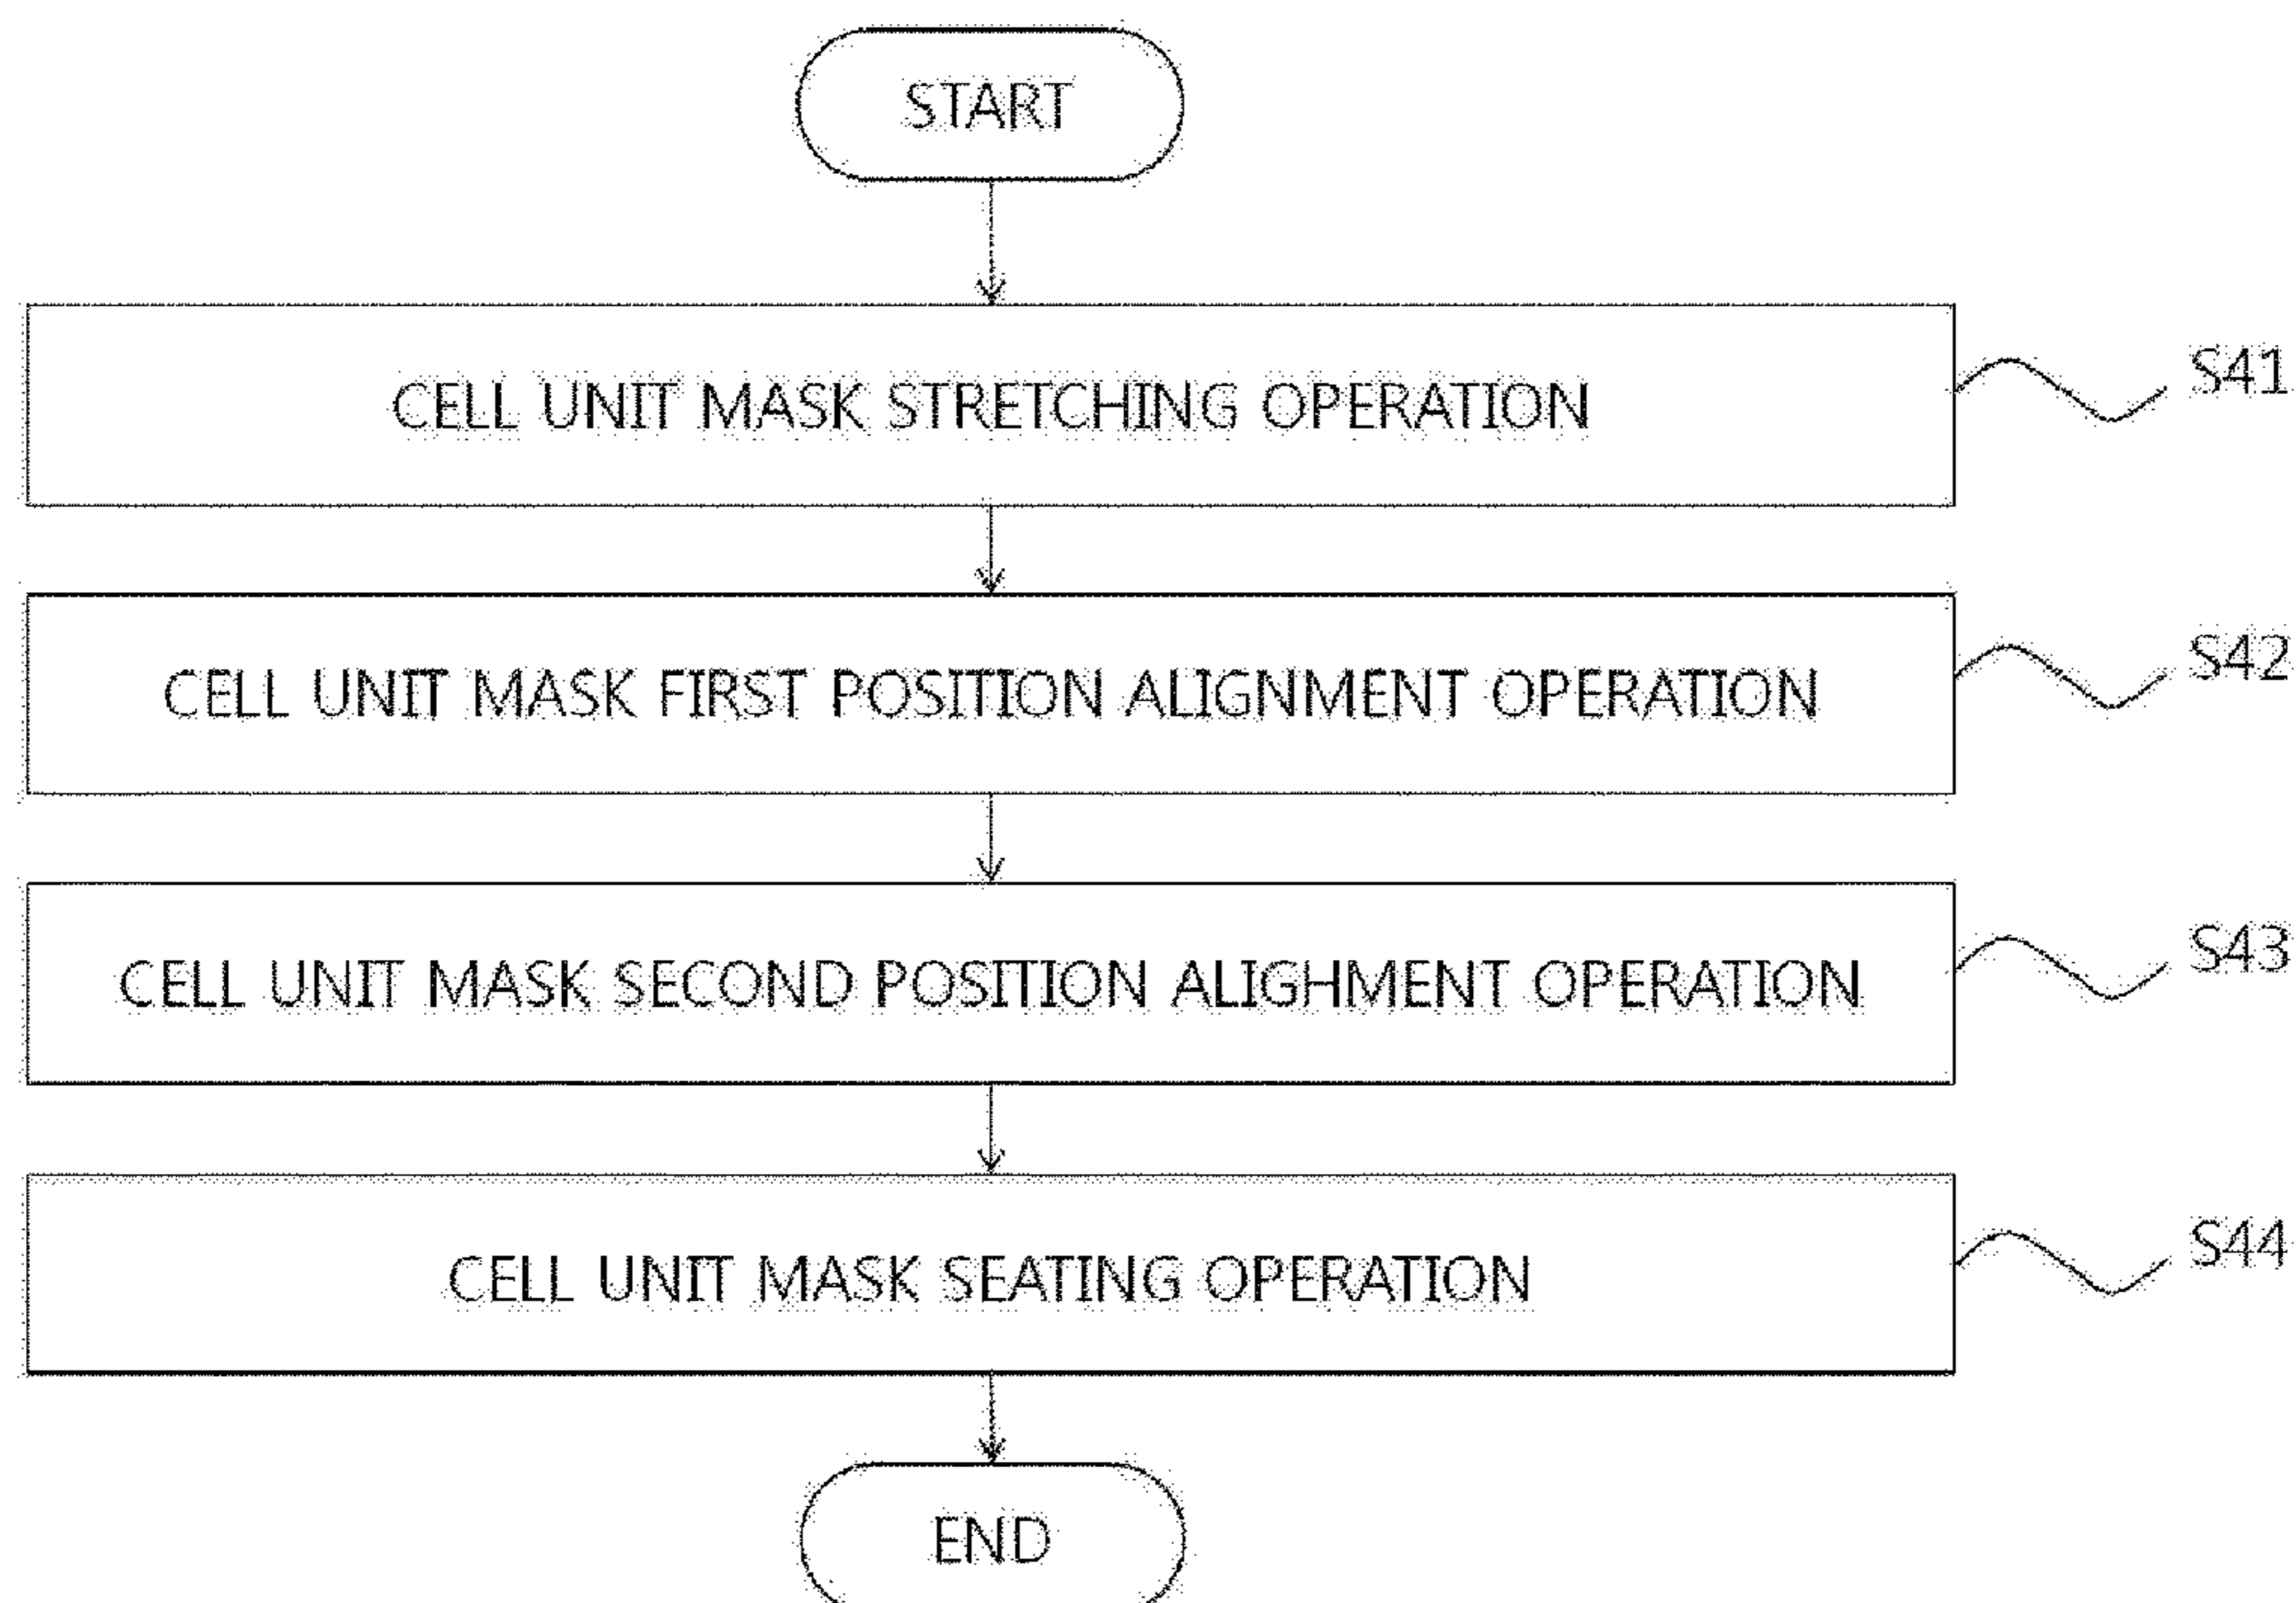 START
CELL UNIT MASK STRETCHING OPERATION
S41
CELL UNIT MASK FIRST POSITION ALIGNMENT OPERATION
S42
CELL UNIT MASK SECOND POSITION ALIGHMENT OPERATION
S43
CELL UNIT MASK SEATING OPERATION
S44
END